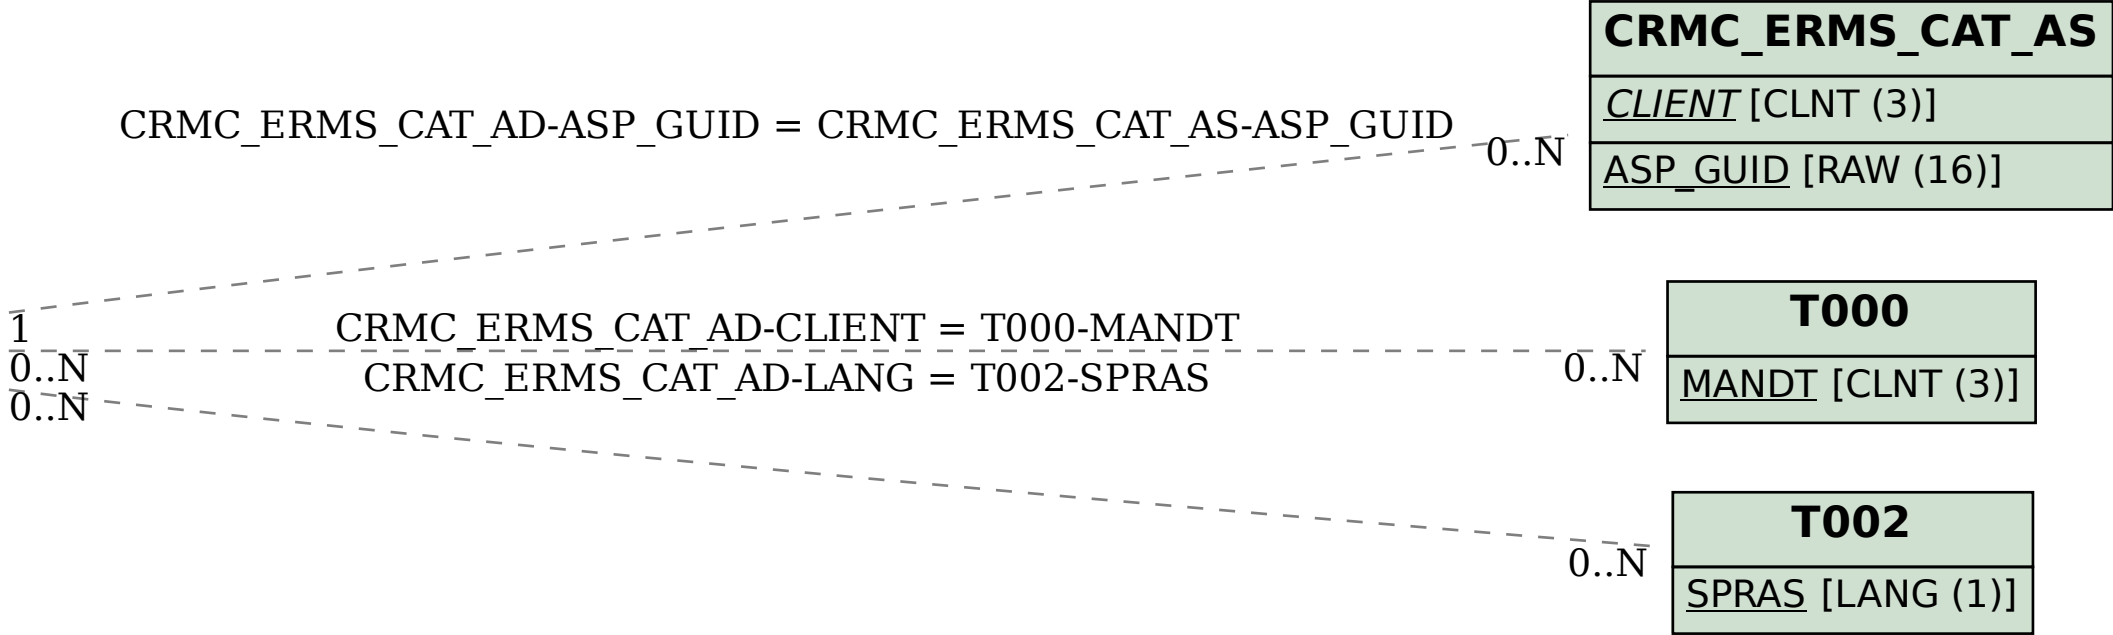 CRMC_ERMS_CAT_AS
CLIENT [CLNT (3)]
ASP_GUID [RAW (16)]
CRMC_ERMS_CAT_AD-ASP_GUID = CRMC_ERMS_CAT_AS-ASP_GUID
0..N
1
CRMC_ERMS_CAT_AD-CLIENT = T000-MANDT
0..N
0..N
T000
MANDT [CLNT (3)]
CRMC_ERMS_CAT_AD-LANG = T002-SPRAS
0..N
0..N
T002
SPRAS [LANG (1)]